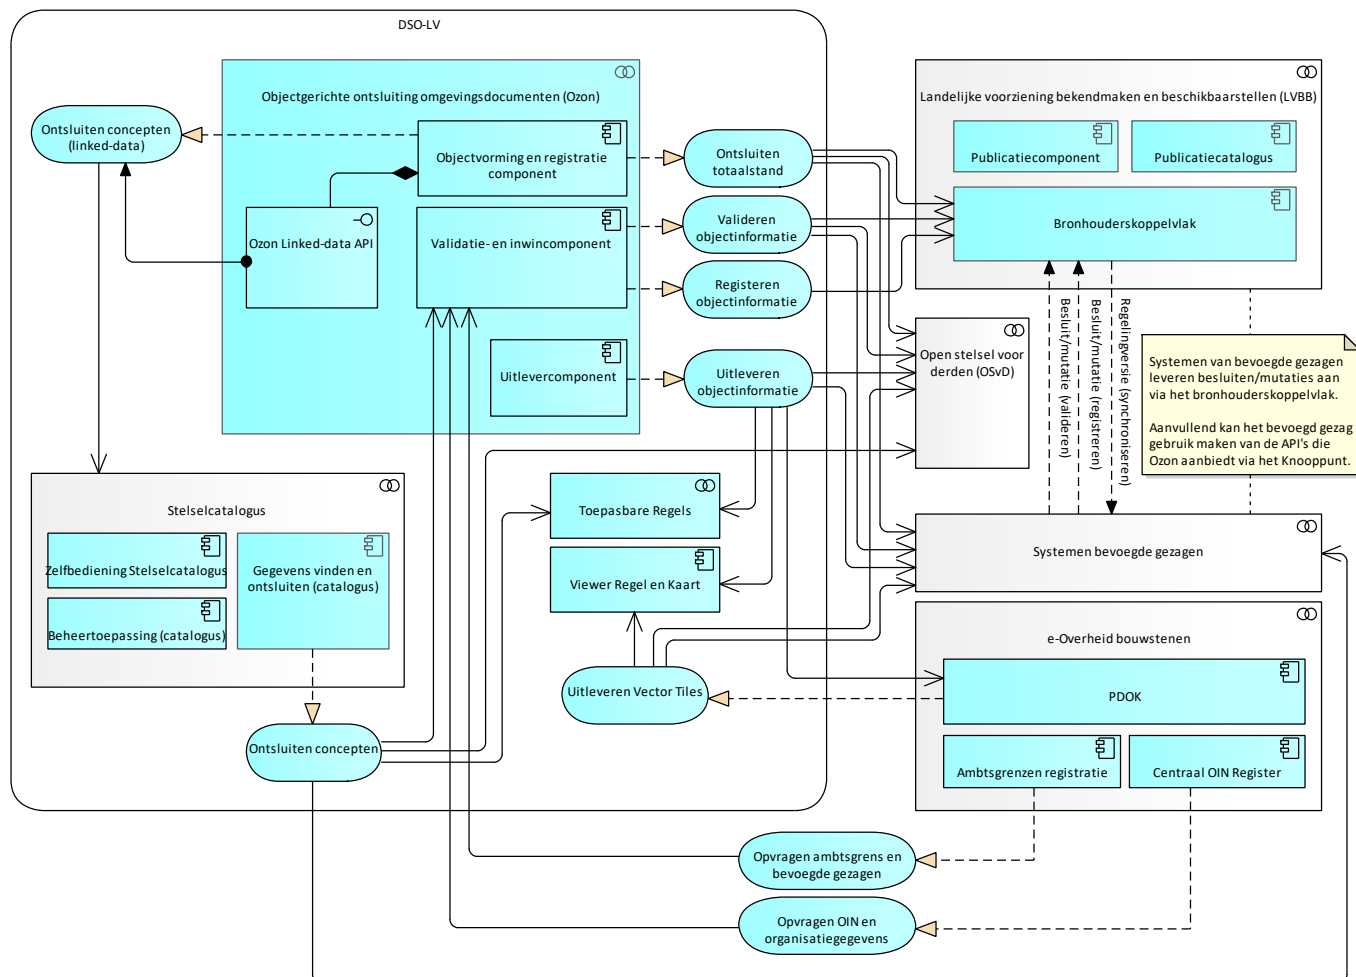 DSO-LV
Objectgerichte ontsluiting omgevingsdocumenten (Ozon)
Ontsluiten concepten
(linked-data)
Objectvorming en registratie
component
Ozon Linked-data API
Validatie- en inwincomponent
Uitlevercomponent
Ontsluiten
totaalstand
Valideren
objectinformatie
Registeren
objectinformatie
Uitleveren
objectinformatie
Landelijke voorziening bekendmaken en beschikbaarstellen (LVBB)
Publicatiecomponent
Publicatiecatalogus
Bronhouderskoppelvlak
Besluit/mutatie (valideren)
Besluit/mutatie (registreren)
Regelingversie (synchroniseren)
Open stelsel voor
derden (OSvD)
Systemen van bevoegde gezagen
leveren besluiten/mutaties aan
via het bronhouderskoppelvlak.
Aanvullend kan het bevoegd gezag
gebruik maken van de API's die
Ozon aanbiedt via het Knooppunt.
Stelselcatalogus
Zelfbediening Stelselcatalogus
Gegevens vinden en
ontsluiten (catalogus)
Beheertoepassing (catalogus)
Toepasbare Regels
Viewer Regel en Kaart
Systemen bevoegde gezagen
e-Overheid bouwstenen
PDOK
Ambtsgrenzen registratie
Centraal OIN Register
Uitleveren Vector Tiles
Ontsluiten concepten
Opvragen ambtsgrens en
bevoegde gezagen
Opvragen OIN en
organisatiegegevens